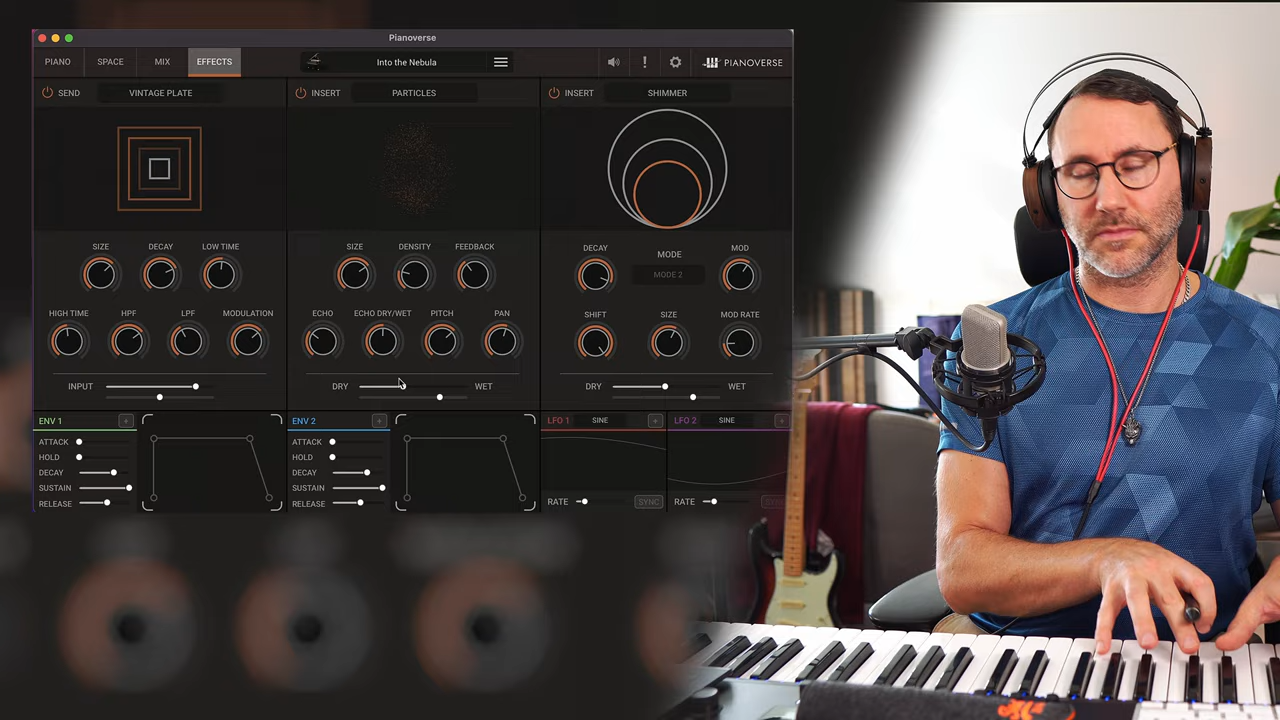 Pianoverse
PIANO SPACE MIX EFFECTS Into the Nebula ! PIANOVERSE
SEND VINTAGE PLATE INSERT PARTICLES INSERT SHIMMER
SIZE DECAY LOW TIME SIZE DENSITY FEEDBACK DECAY MODE MOD
MODE 2
HIGH TIME HPF LPF MODULATION ECHO ECHO DRY/WET PITCH PAN SHIFT SIZE MOD RATE
INPUT DRY WET DRY WET
ENV 1 + ENV 2 + LFO 1 SINE + LFO 2 SINE +
ATTACK ATTACK
HOLD HOLD
DECAY DECAY
SUSTAIN SUSTAIN
RELEASE RELEASE RATE SYNC RATE SYNC